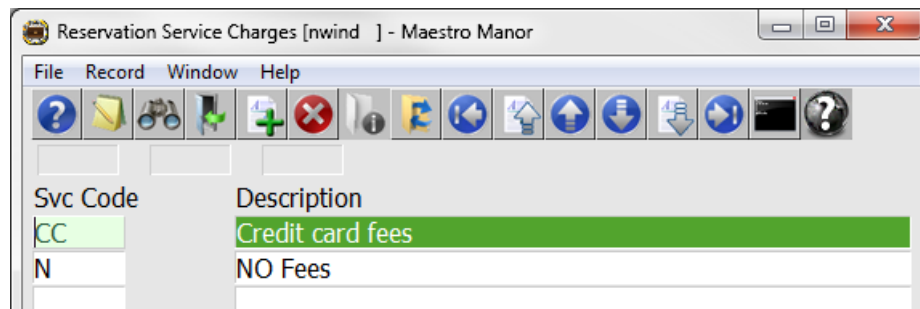 Reservation Service Charges [nwind ] - Maestro Manor
File Record Window Help
Svc Code Description
CC Credit card fees
N NO Fees